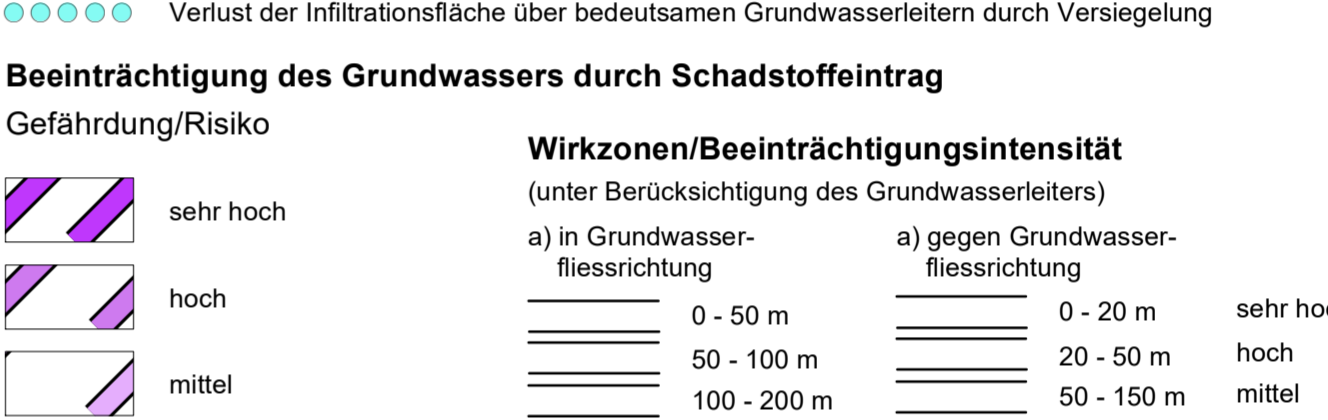 Verlust der Infiltrationsfläche über bedeutsamen Grundwasserleitern durch Versiegelung
Beeinträchtigung des Grundwassers durch Schadstoffeintrag
Gefährdung/Risiko
sehr hoch
hoch
mittel
Wirkzonen/Beeinträchtigungsintensität
(unter Berücksichtigung des Grundwasserleiters)
a) in Grundwasser-
fliessrichtung
0 - 50 m
50 - 100 m
100 - 200 m
a) gegen Grundwasser-
fliessrichtung
0 - 20 m sehr
20 - 50 m hoch
50 - 150 m mittel